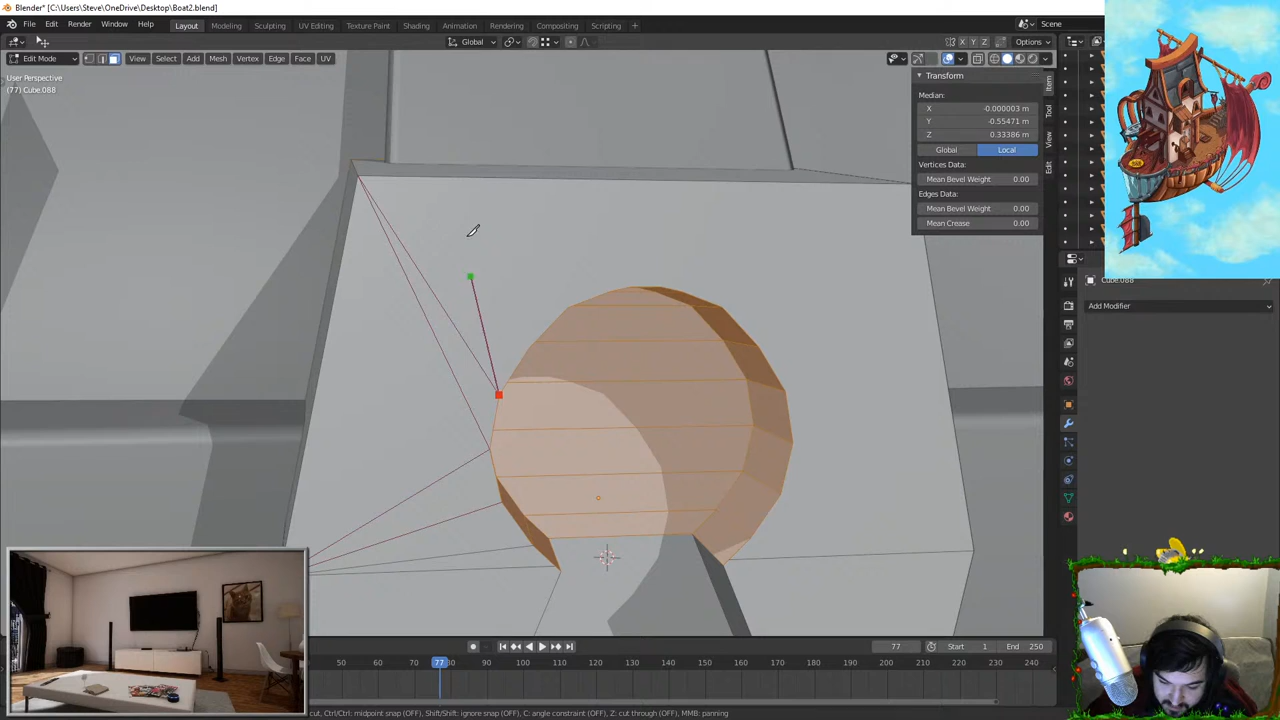 Blender* [C:\Users\Steve\OneDrive\Desktop\Boat2.blend]
File Edit Render Window Help Layout Modeling Sculpting UV Editing Texture Paint Shading Animation Rendering Compositing Scripting + Scene
Global X Y Z Options
Edit Mode View Select Add Mesh Vertex Edge Face UV
User Perspective
(77) Cube.088
Transform
Median:
X -0.000003 m
Y -0.55471 m
Z 0.33386 m
Global Local
Vertices Data:
Mean Bevel Weight 0.00
Edges Data:
Mean Bevel Weight 0.00
Mean Crease 0.00
Item
Tool
View
Edit
Cube.088
Add Modifier
77 Start 1 End 250
50 60 70 77 80 90 100 110 120 130 140 150 160 170 180 190 200 210 220 230 240
cut, Ctrl/Ctrl: midpoint snap (OFF), Shift/Shift: ignore snap (OFF), C: angle constraint (OFF), Z: cut through (OFF), MMB: panning